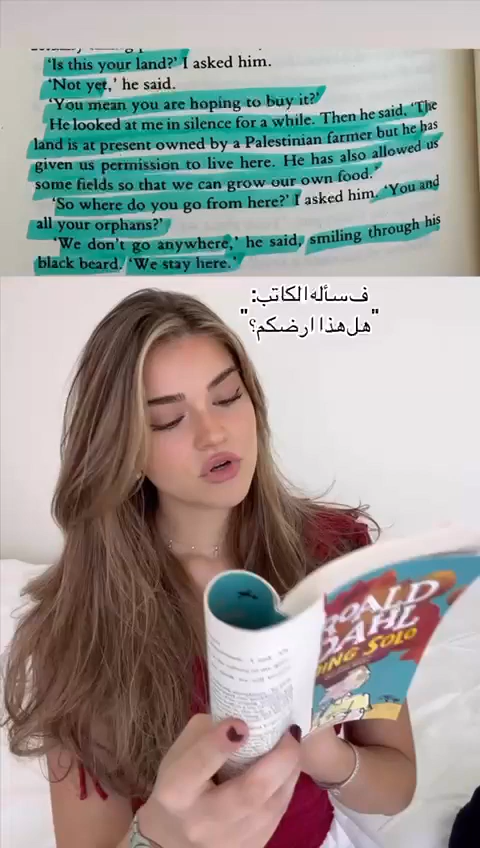 'Is this your land?' I asked him.
'Not yet,' he said.
'You mean you are hoping to buy it?'
He looked at me in silence for a while. Then he said, 'The
land is at present owned by a Palestinian farmer but he has
given us permission to live here. He has also allowed us
some fields so that we can grow our own food.'
'So where do you go from here?' I asked him. 'You and
all your orphans?'
'We don't go anywhere,' he said, smiling through his
black beard. 'We stay here.'
ف سأله الكاتب:
"هل هذا ارضكم؟"
ROALD
DAHL
ING SOLO